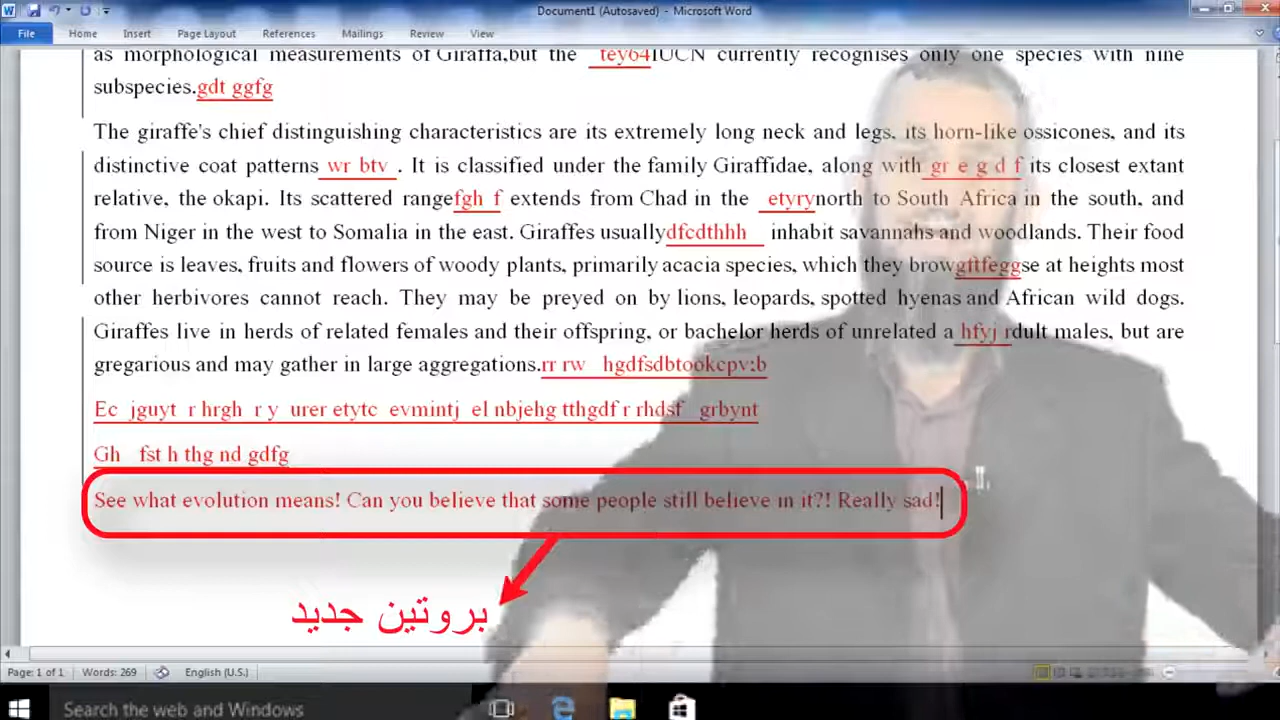 Document1 (Autosaved) - Microsoft Word
File Home Insert Page Layout References Mailings Review View
as morphological measurements of Giraffa,but the tey64IUCN currently recognises only one species with nine
subspecies.gdt ggfg
The giraffe's chief distinguishing characteristics are its extremely long neck and legs, its horn-like ossicones, and its
distinctive coat patterns wr btv . It is classified under the family Giraffidae, along with gr e g d f its closest extant
relative, the okapi. Its scattered rangefgh f extends from Chad in the etyrynorth to South Africa in the south, and
from Niger in the west to Somalia in the east. Giraffes usuallydfcdthhh inhabit savannahs and woodlands. Their food
source is leaves, fruits and flowers of woody plants, primarily acacia species, which they browgftfeggse at heights most
other herbivores cannot reach. They may be preyed on by lions, leopards, spotted hyenas and African wild dogs.
Giraffes live in herds of related females and their offspring, or bachelor herds of unrelated a hfyj rdult males, but are
gregarious and may gather in large aggregations.rr rw hgdfsdbtookcpv;b
Ec jguyt r hrgh r y urer etytc evmintj el nbjehg tthgdf r rhdsf grbynt
Gh fst h thg nd gdfg
See what evolution means! Can you believe that some people still believe in it?! Really sad!
بروتين جديد
Page: 1 of 1 Words: 269 English (U.S.)
Search the web and Windows